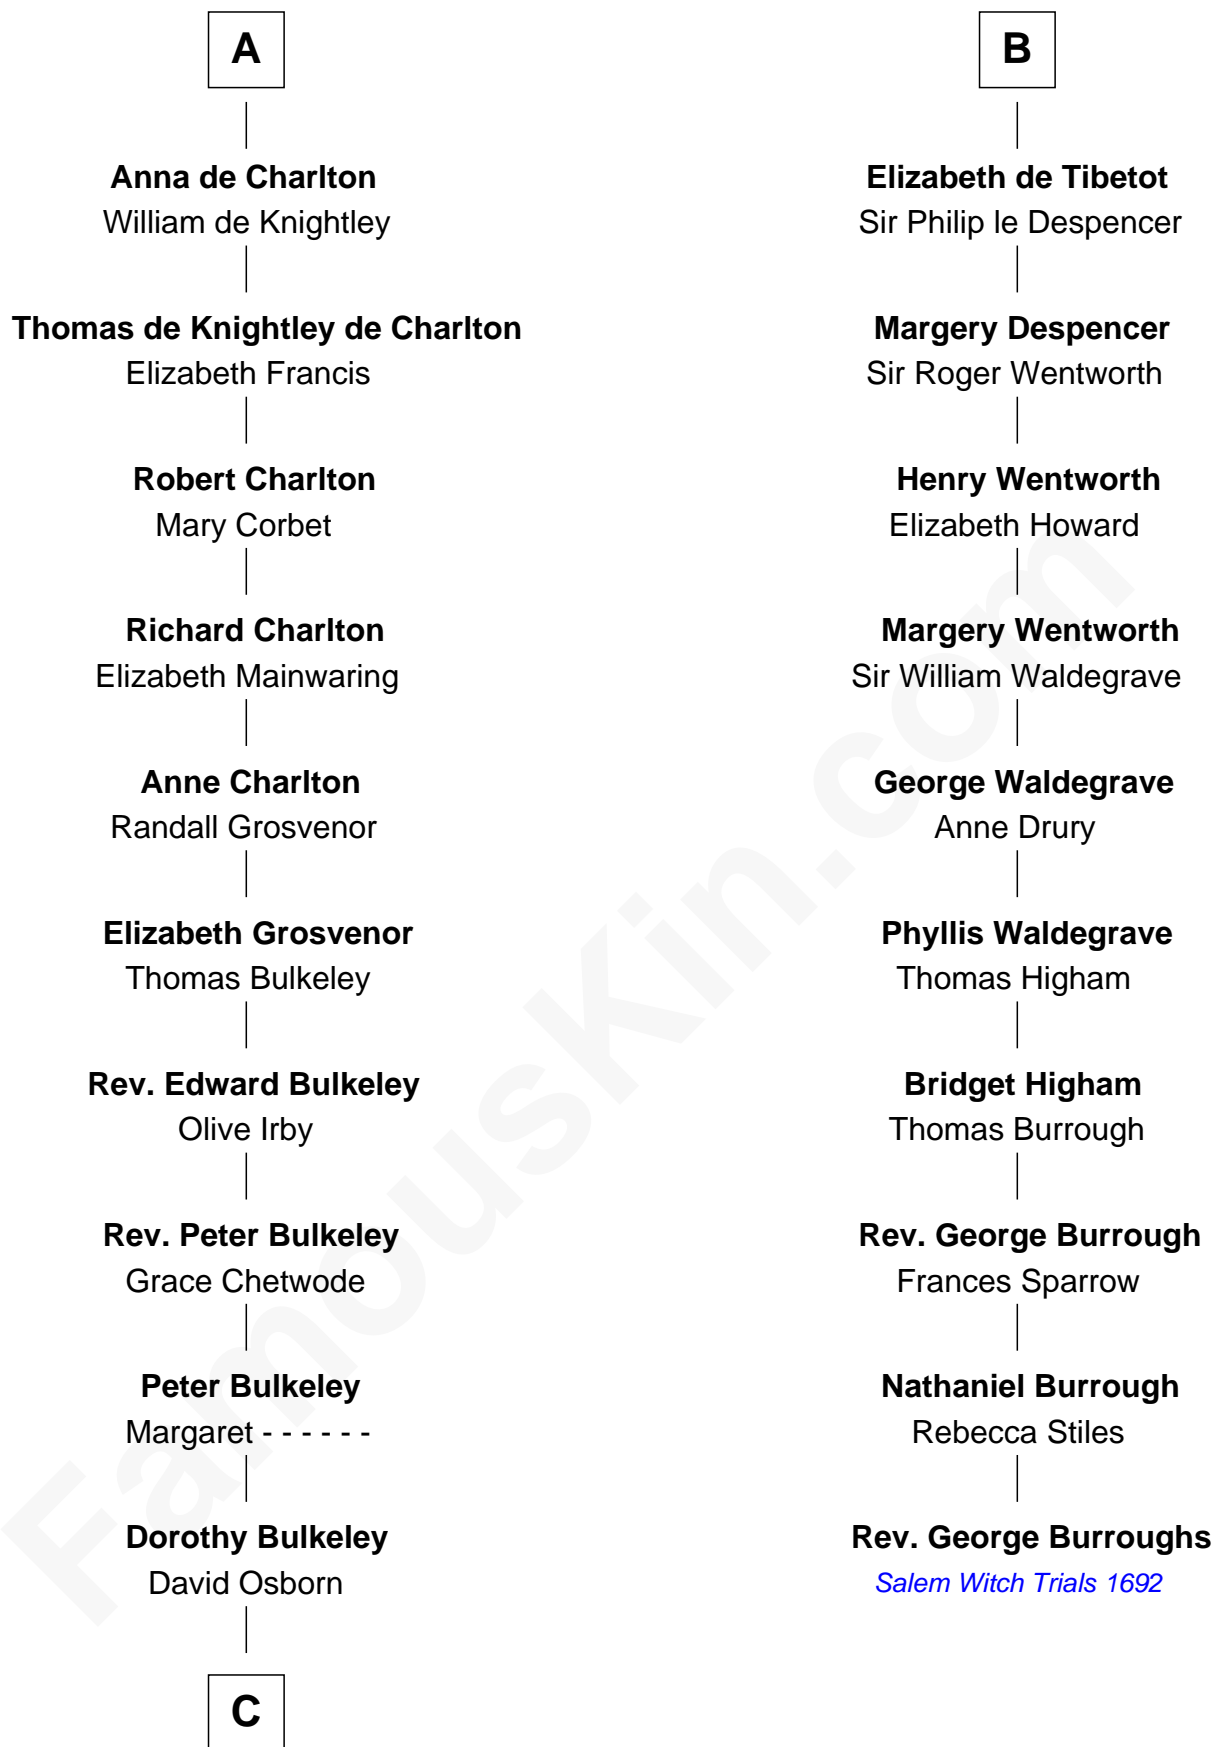 A
Anna de Charlton
William de Knightley
Thomas de Knightley de Charlton
Elizabeth Francis
Robert Charlton
Mary Corbet
Richard Charlton
Elizabeth Mainwaring
Anne Charlton
Randall Grosvenor
Elizabeth Grosvenor
Thomas Bulkeley
Rev. Edward Bulkeley
Olive Irby
Rev. Peter Bulkeley
Grace Chetwode
Peter Bulkeley
Margaret - - - - - -
Dorothy Bulkeley
David Osborn
C
B
Elizabeth de Tibetot
Sir Philip le Despencer
Margery Despencer
Sir Roger Wentworth
Henry Wentworth
Elizabeth Howard
Margery Wentworth
Sir William Waldegrave
George Waldegrave
Anne Drury
Phyllis Waldegrave
Thomas Higham
Bridget Higham
Thomas Burrough
Rev. George Burrough
Frances Sparrow
Nathaniel Burrough
Rebecca Stiles
Rev. George Burroughs
Salem Witch Trials 1692
FamousKin.com